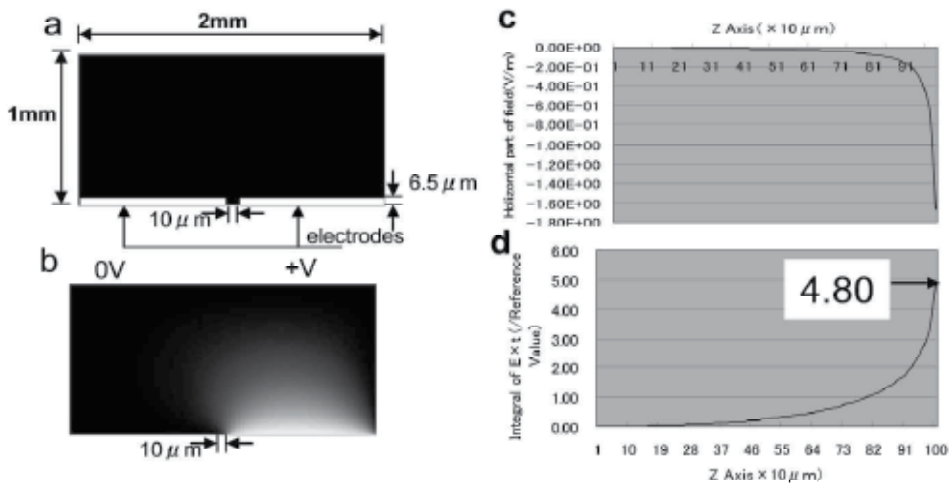 a
2mm
1mm
6.5μm
10μm
electrodes
b
0V
+V
10μm
c
Z Axis(×10μm)
Holizontal part of field(V/m)
0.00E+00
-2.00E-01
-4.00E-01
-6.00E-01
-8.00E-01
-1.00E+00
-1.20E+00
-1.40E+00
-1.60E+00
-1.80E+00
1 11 21 31 41 51 61 71 81 91
d
Integral of E×t(/Reference
Value)
6.00
5.00
4.00
3.00
2.00
1.00
0.00
4.80
1 10 19 28 37 46 55 64 73 82 91 100
Z Axis×10μm)